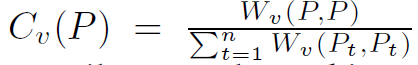 C_v(P) = \frac{W_v(P,P)}{\sum_{t=1}^{n} W_v(P_t,P_t)}